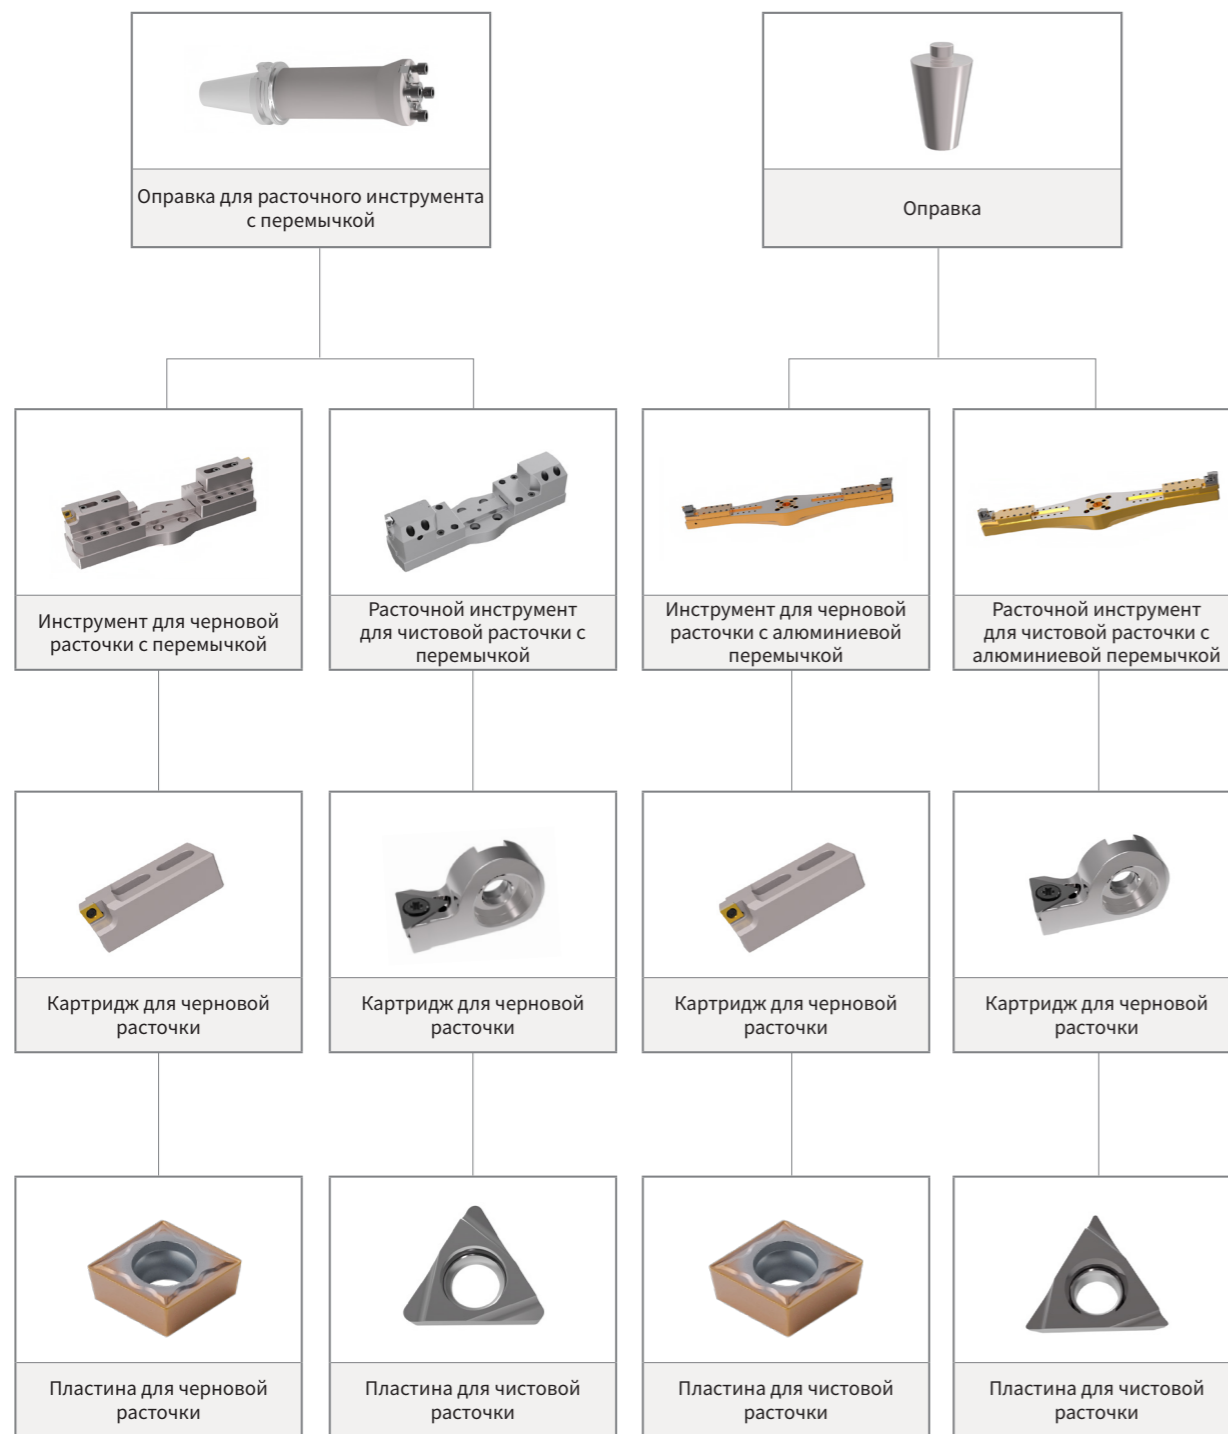 Оправка для расточного инструмента
с перемычкой
Оправка
Инструмент для черновой
расточки с перемычкой
Расточной инструмент
для чистовой расточки с
перемычкой
Инструмент для черновой
расточки с алюминиевой
перемычкой
Расточной инструмент
для чистовой расточки с
алюминиевой перемычкой
Картридж для черновой
расточки
Картридж для черновой
расточки
Картридж для черновой
расточки
Картридж для черновой
расточки
Пластина для черновой
расточки
Пластина для чистовой
расточки
Пластина для чистовой
расточки
Пластина для чистовой
расточки